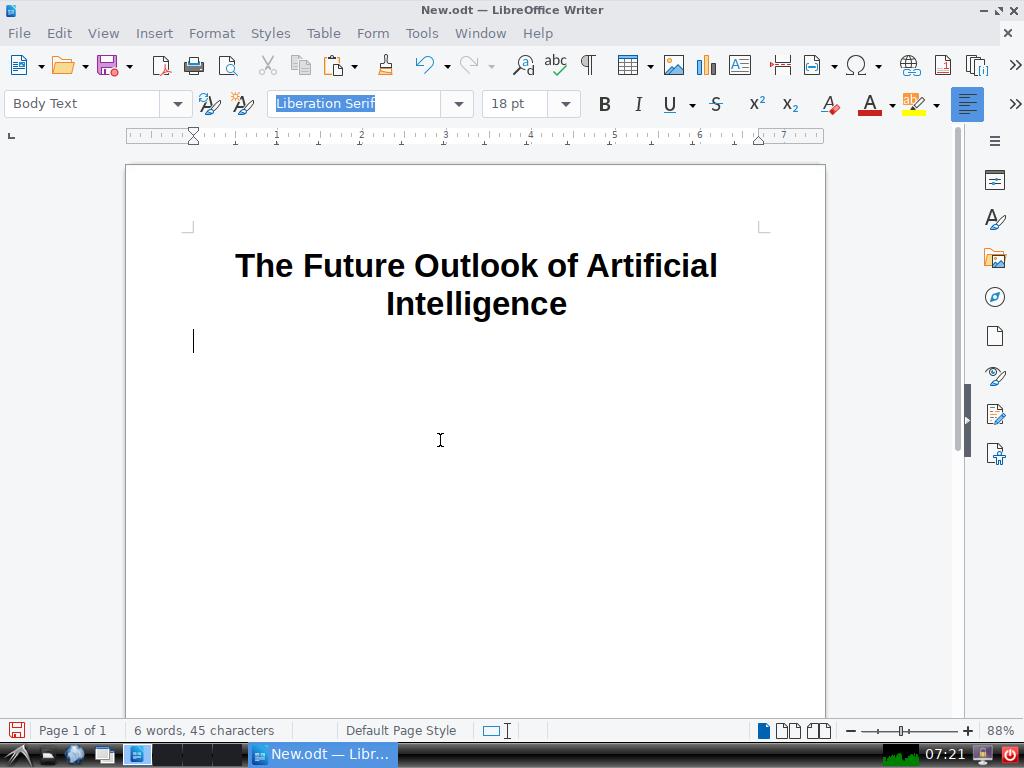 New.odt — LibreOffice Writer
File Edit View Insert Format Styles Table Form Tools Window Help
Body Text Liberation Serif 18 pt
1 2 3 4 5 6 7
The Future Outlook of Artificial
Intelligence
Page 1 of 1 6 words, 45 characters Default Page Style 88%
New.odt — Libr... 07:21